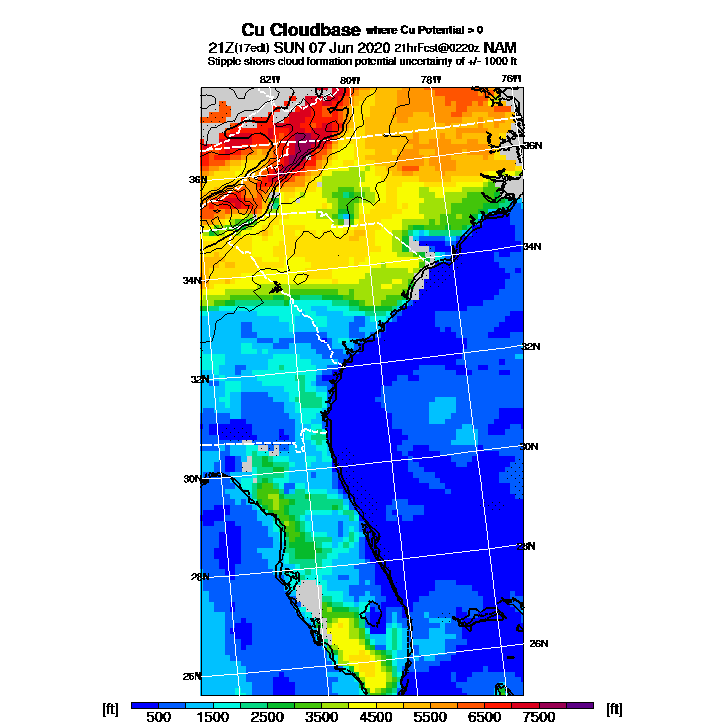 Cu Cloudbase where Cu Potential > 0
21Z(17edt) SUN 07 Jun 2020 21hrFcst@0220z NAM
Stipple shows cloud formation potential uncertainty of +/- 1000 ft
82W 80W 78W 76W
36N
36N
34N
34N
32N
32N
30N
30N
28N
28N
26N
26N
[ft] 500 1500 2500 3500 4500 5500 6500 7500 [ft]